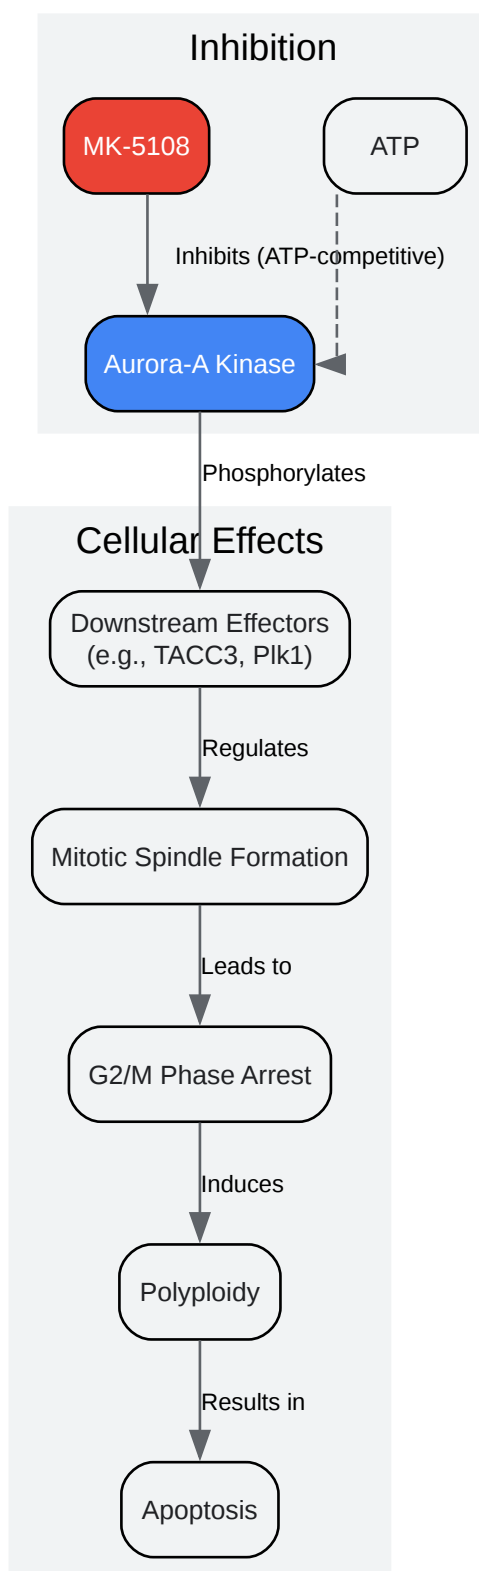 Inhibition
MK-5108
ATP
Inhibits (ATP-competitive)
Aurora-A Kinase
Phosphorylates
Cellular Effects
Downstream Effectors
(e.g., TACC3, Plk1)
Regulates
Mitotic Spindle Formation
Leads to
G2/M Phase Arrest
Induces
Polyploidy
Results in
Apoptosis